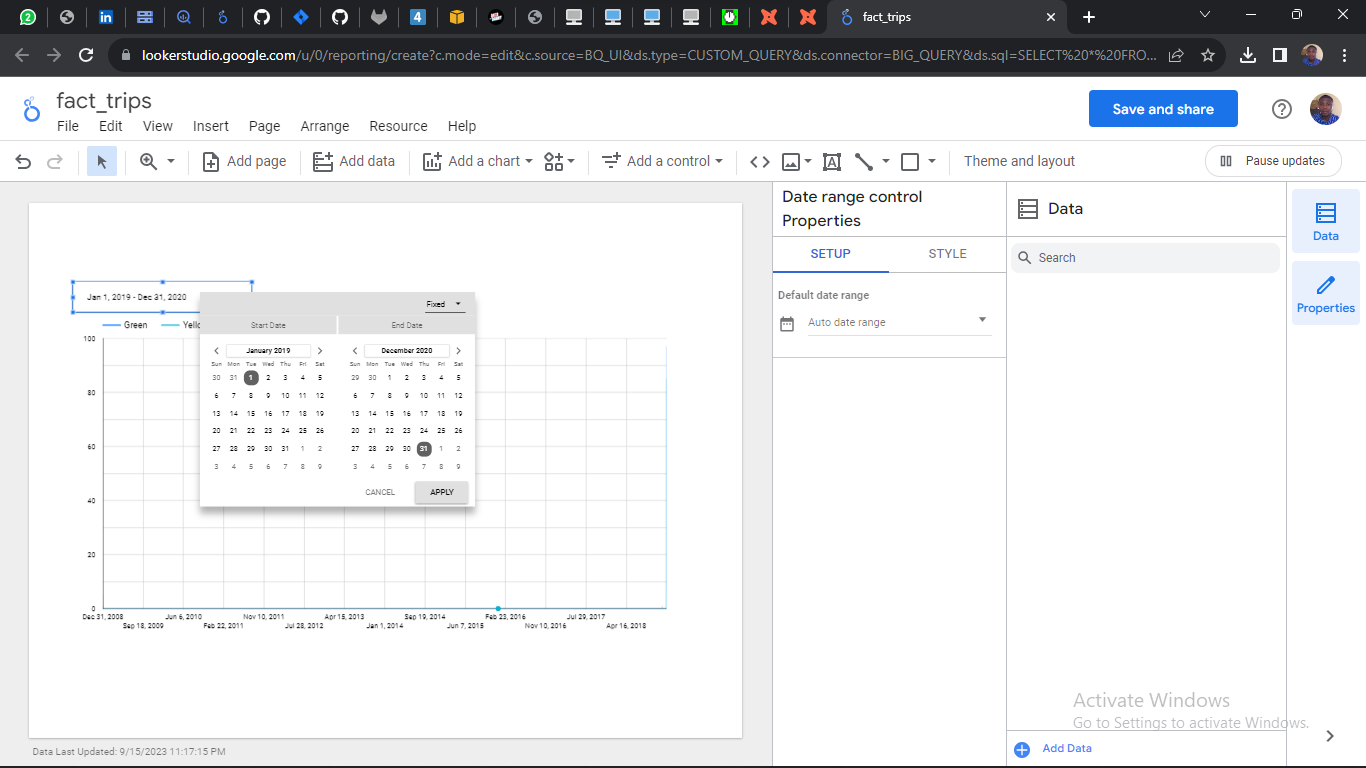 4
fact_trips
lookerstudio.google.com/u/0/reporting/create?c.mode=edit&c.source=BQ_UI&ds.type=CUSTOM_QUERY&ds.connector=BIG_QUERY&ds.sql=SELECT%20*%20FRO...
fact_trips
File Edit View Insert Page Arrange Resource Help
Save and share
Add page Add data Add a chart Add a control Theme and layout Pause updates
Jan 1, 2019 - Dec 31, 2020
Green Yello
Fixed
Start Date End Date
January 2019 December 2020
Sun Mon Tue Wed Thu Fri Sat Sun Mon Tue Wed Thu Fri Sat
30 31 1 2 3 4 5 29 30 1 2 3 4 5
6 7 8 9 10 11 12 6 7 8 9 10 11 12
13 14 15 16 17 18 19 13 14 15 16 17 18 19
20 21 22 23 24 25 26 20 21 22 23 24 25 26
27 28 29 30 31 1 2 27 28 29 30 31 1 2
3 4 5 6 7 8 9 3 4 5 6 7 8 9
CANCEL APPLY
100
80
60
40
20
0
Dec 31, 2008 Jun 6, 2010 Nov 10, 2011 Apr 15, 2013 Sep 19, 2014 Feb 23, 2016 Jul 29, 2017
Sep 18, 2009 Feb 22, 2011 Jul 28, 2012 Jan 1, 2014 Jun 7, 2015 Nov 10, 2016 Apr 16, 2018
Data Last Updated: 9/15/2023 11:17:15 PM
Date range control
Properties
SETUP STYLE
Default date range
Auto date range
Data
Search
Data
Properties
Activate Windows
Go to Settings to activate Windows.
Add Data